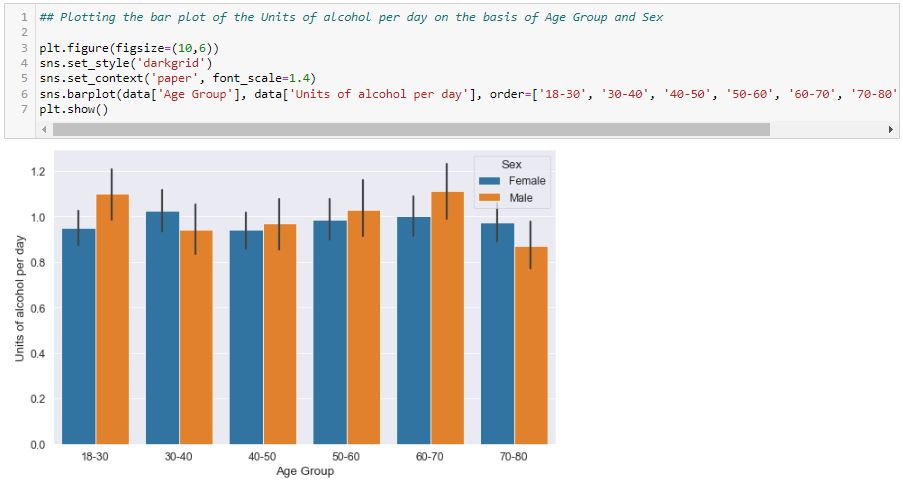 1 ## Plotting the bar plot of the Units of alcohol per day on the basis of Age Group and Sex
2
3 plt.figure(figsize=(10,6))
4 sns.set_style('darkgrid')
5 sns.set_context('paper', font_scale=1.4)
6 sns.barplot(data['Age Group'], data['Units of alcohol per day'], order=['18-30', '30-40', '40-50', '50-60', '60-70', '70-80'
7 plt.show()
Sex
Female
Male
1.2
1.0
0.8
0.6
0.4
0.2
0.0
Units of alcohol per day
18-30 30-40 40-50 50-60 60-70 70-80
Age Group